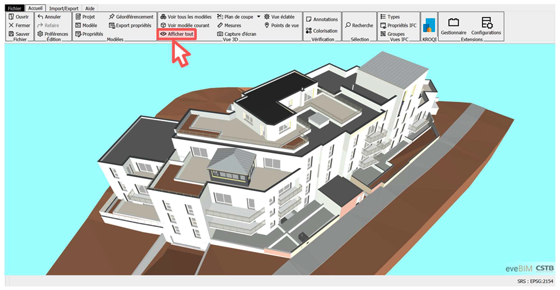 Fichier Accueil Import/Export Aide
Ouvrir Annuler Projet Géoréférencement Voir tous les modèles Plan de coupe Vue éclatée Annotations Types
Fermer Refaire Modèle Export propriétés Voir modèle courant Mesures Points de vue Recherche Propriétés IFC KROQI Gestionnaire Configurations
Sauver Préférences Propriétés Afficher tout Capture d'écran Colorisation Groupes
Fichier Édition Modèles Vue 3D Vérification Sélection Vues IFC Extensions
eveBIM CSTB
SRS : EPSG:2154